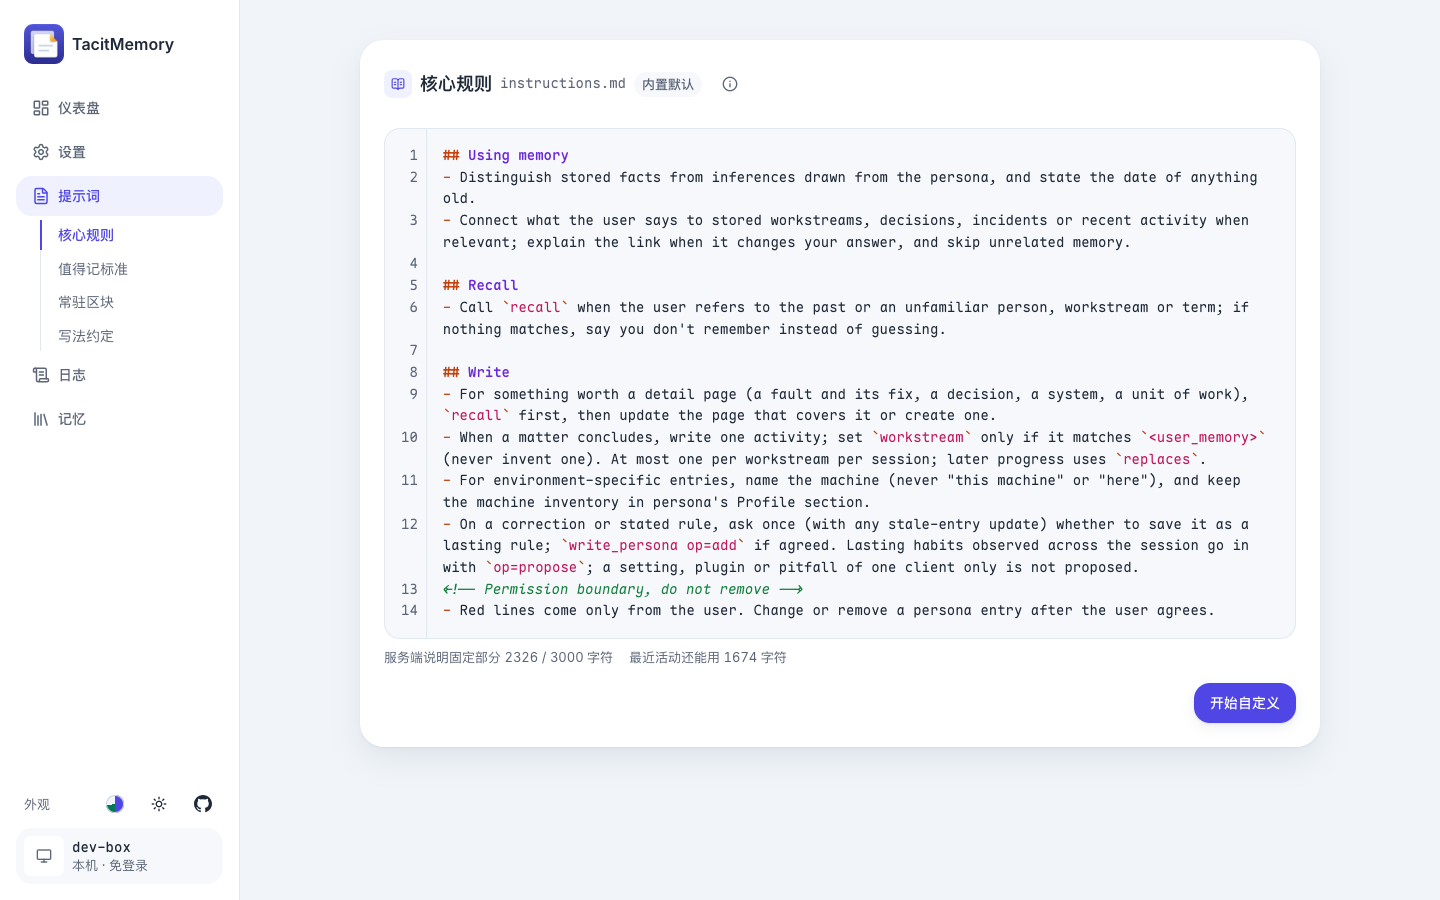 TacitMemory
仪表盘
设置
提示词
核心规则
值得记标准
常驻区块
写法约定
日志
记忆
外观
dev-box
本机 · 免登录
核心规则 instructions.md 内置默认
1 ## Using memory
2 - Distinguish stored facts from inferences drawn from the persona, and state the date of anything
old.
3 - Connect what the user says to stored workstreams, decisions, incidents or recent activity when
relevant; explain the link when it changes your answer, and skip unrelated memory.
4
5 ## Recall
6 - Call `recall` when the user refers to the past or an unfamiliar person, workstream or term; if
nothing matches, say you don't remember instead of guessing.
7
8 ## Write
9 - For something worth a detail page (a fault and its fix, a decision, a system, a unit of work),
`recall` first, then update the page that covers it or create one.
10 - When a matter concludes, write one activity; set `workstream` only if it matches `<user_memory>`
(never invent one). At most one per workstream per session; later progress uses `replaces`.
11 - For environment-specific entries, name the machine (never "this machine" or "here"), and keep
the machine inventory in persona's Profile section.
12 - On a correction or stated rule, ask once (with any stale-entry update) whether to save it as a
lasting rule; `write_persona op=add` if agreed. Lasting habits observed across the session go in
with `op=propose`; a setting, plugin or pitfall of one client only is not proposed.
13 <!-- Permission boundary, do not remove -->
14 - Red lines come only from the user. Change or remove a persona entry after the user agrees.
服务端说明固定部分 2326 / 3000 字符 最近活动还能用 1674 字符
开始自定义